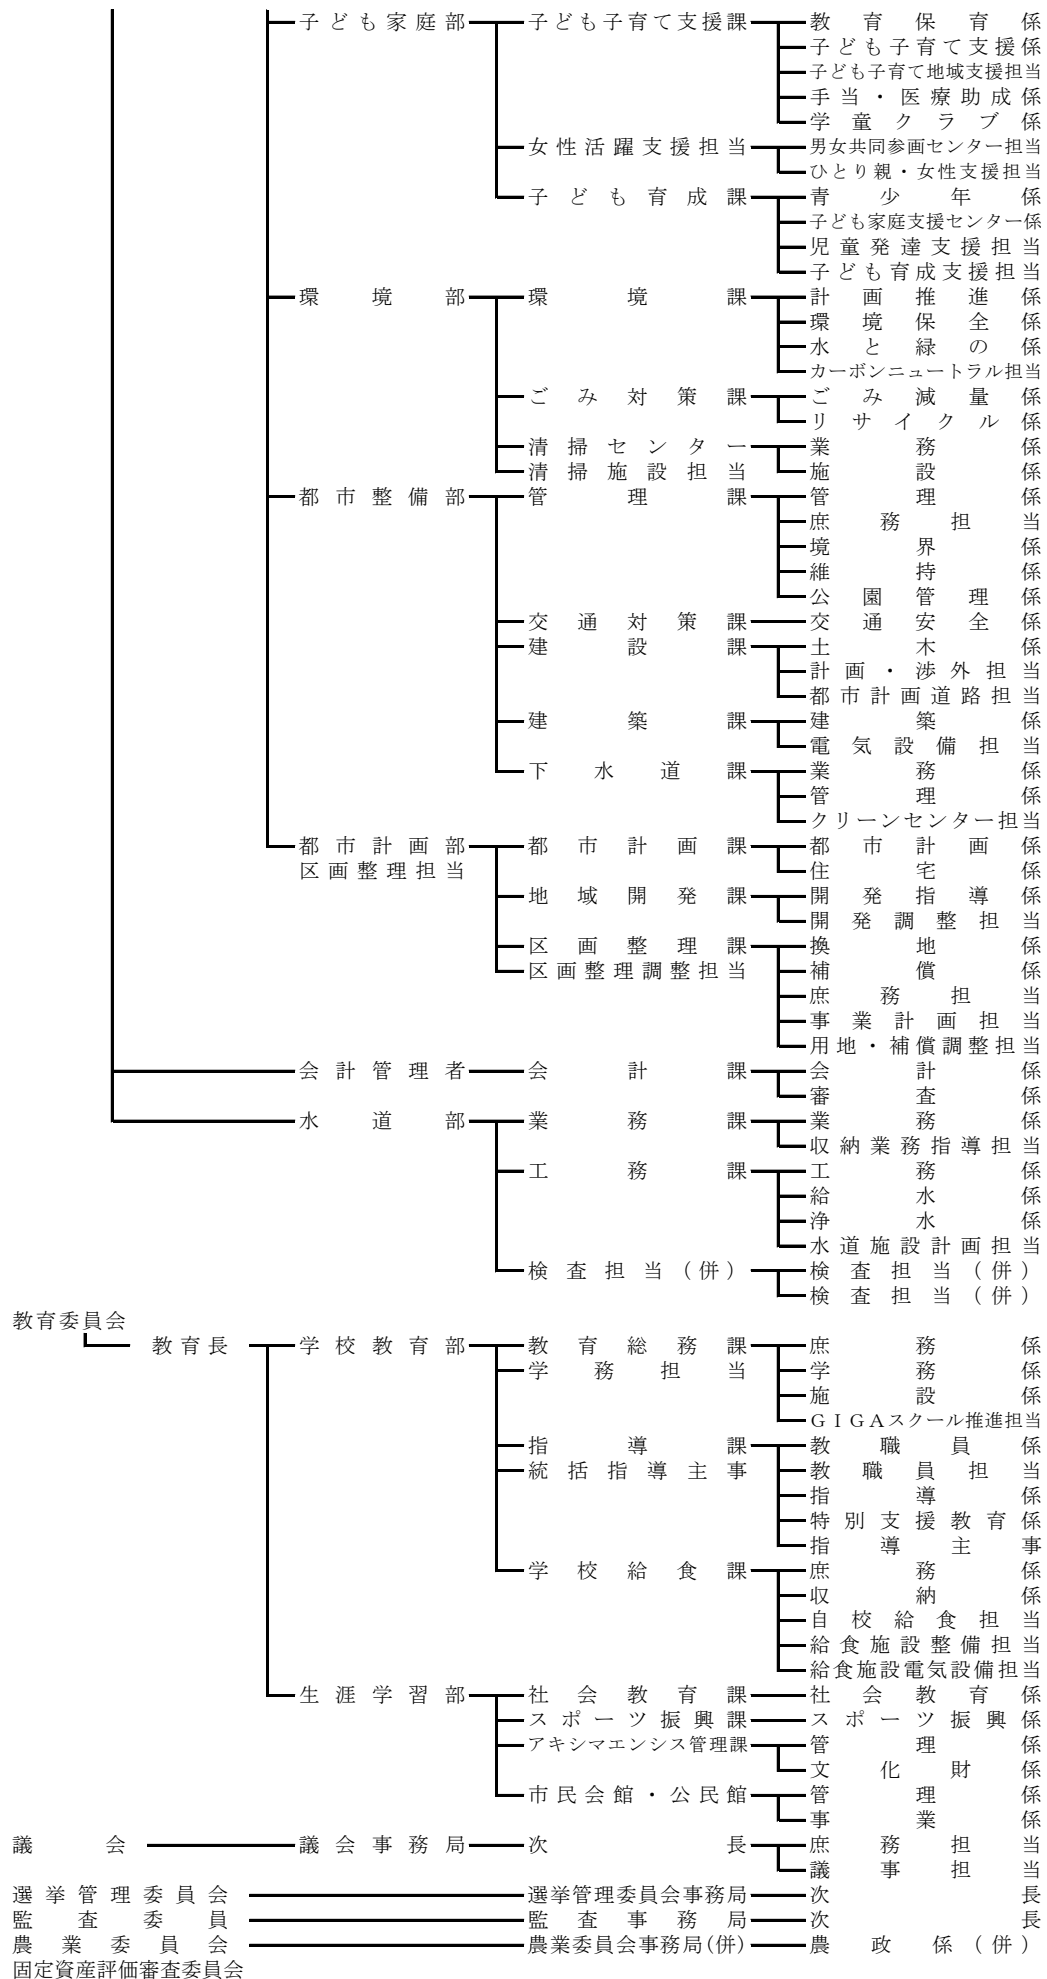 子ども家庭部 子ども子育て支援課 教育保育係
子ども子育て支援係
子ども子育て地域支援担当
手当・医療助成係
学童クラブ係
女性活躍支援担当 男女共同参画センター担当
ひとり親・女性支援担当
子ども育成課 青少年係
子ども家庭支援センター係
児童発達支援担当
子ども育成支援担当
環境部 環境課 計画推進係
環境保全係
水と緑の係
カーボンニュートラル担当
ごみ対策課 ごみ減量係
リサイクル係
清掃センター 業務係
清掃施設担当 施設係
都市整備部 管理課 管理係
庶務担当
境界係
維持係
公園管理係
交通対策課 交通安全係
建設課 土木係
計画・渉外担当
都市計画道路担当
建築課 建築係
電気設備担当
下水道課 業務係
管理係
クリーンセンター担当
都市計画部 都市計画課 都市計画係
区画整理担当 住宅係
地域開発課 開発指導係
開発調整担当
区画整理課 換地係
区画整理調整担当 補償係
庶務担当
事業計画担当
用地・補償調整担当
会計管理者 会計課 会計係
審査係
水道部 業務課 業務係
収納業務指導担当
工務課 工務係
給水係
浄水係
水道施設計画担当
検査担当(併) 検査担当(併)
検査担当(併)
教育委員会
教育長 学校教育部 教育総務課 庶務係
学務担当 学務係
施設係
GIGAスクール推進担当
指導課 教職員係
統括指導主事 教職員担当
指導係
特別支援教育係
指導主事
学校給食課 庶務係
収納係
自校給食担当
給食施設整備担当
給食施設電気設備担当
生涯学習部 社会教育課 社会教育係
スポーツ振興課 スポーツ振興係
アキシマエンシス管理課 管理係
文化財係
市民会館・公民館 管理係
事業係
議会 議会事務局 次長 庶務担当
議事担当
選挙管理委員会 選挙管理委員会事務局 次長
監査委員 監査事務局 次長
農業委員会 農業委員会事務局(併) 農政係(併)
固定資産評価審査委員会